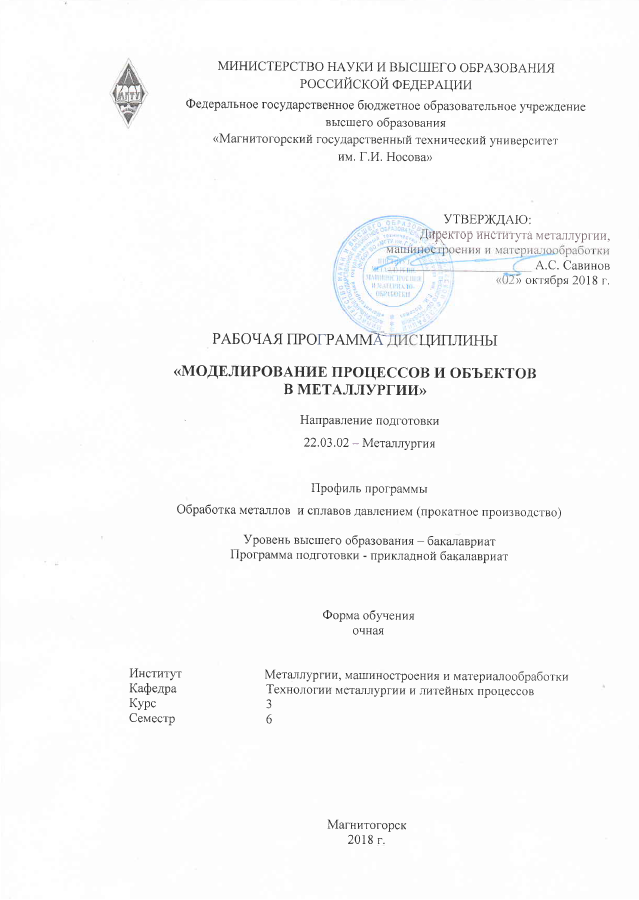 МГТУ
МИНИСТЕРСТВО НАУКИ И ВЫСШЕГО ОБРАЗОВАНИЯ
РОССИЙСКОЙ ФЕДЕРАЦИИ
Федеральное государственное бюджетное образовательное учреждение
высшего образования
«Магнитогорский государственный технический университет
им. Г.И. Носова»
УТВЕРЖДАЮ:
Директор института металлургии,
машиностроения и материалообработки
А.С. Савинов
«02» октября 2018 г.
РАБОЧАЯ ПРОГРАММА ДИСЦИПЛИНЫ
«МОДЕЛИРОВАНИЕ ПРОЦЕССОВ И ОБЪЕКТОВ
В МЕТАЛЛУРГИИ»
Направление подготовки
22.03.02 – Металлургия
Профиль программы
Обработка металлов и сплавов давлением (прокатное производство)
Уровень высшего образования – бакалавриат
Программа подготовки - прикладной бакалавриат
Форма обучения
очная
Институт Металлургии, машиностроения и материалообработки
Кафедра Технологии металлургии и литейных процессов
Курс 3
Семестр 6
Магнитогорск
2018 г.